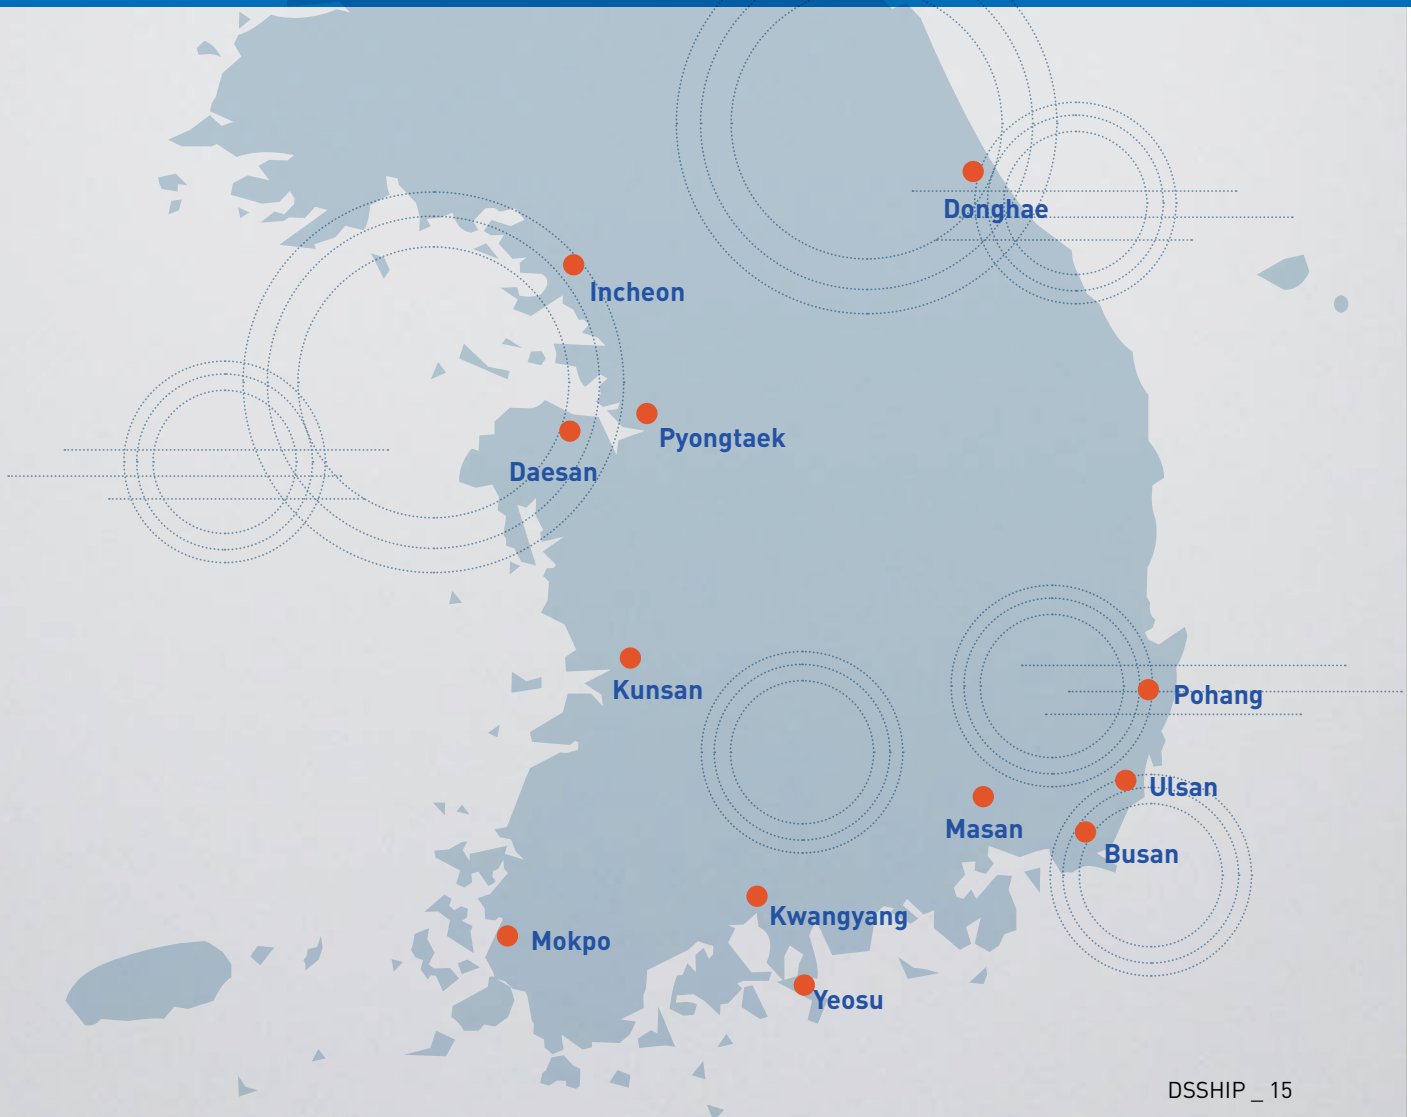 Donghae
Incheon
Pyongtaek
Daesan
Kunsan
Pohang
Ulsan
Masan
Busan
Kwangyang
Mokpo
Yeosu
DSSHIP _ 15